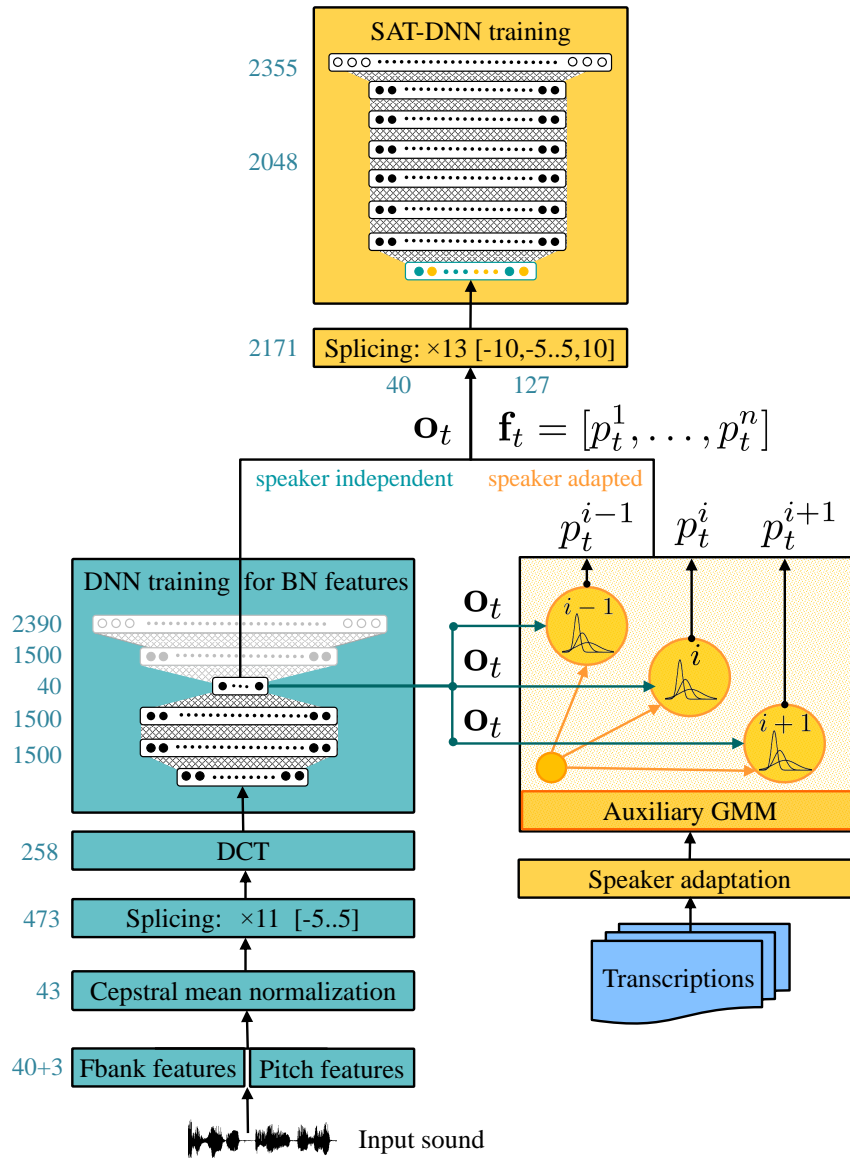 SAT-DNN training
2355
2048
2171
Splicing: ×13 [-10,-5..5,10]
40
127
o_t
f_t = [p_t^1, . . . , p_t^n]
speaker independent
speaker adapted
p_t^{i−1}
p_t^i
p_t^{i+1}
DNN training for BN features
2390
1500
40
1500
1500
o_t
o_t
o_t
i − 1
i
i + 1
Auxiliary GMM
258
DCT
Speaker adaptation
473
Splicing: ×11 [-5..5]
Transcriptions
43
Cepstral mean normalization
40+3
Fbank features
Pitch features
Input sound